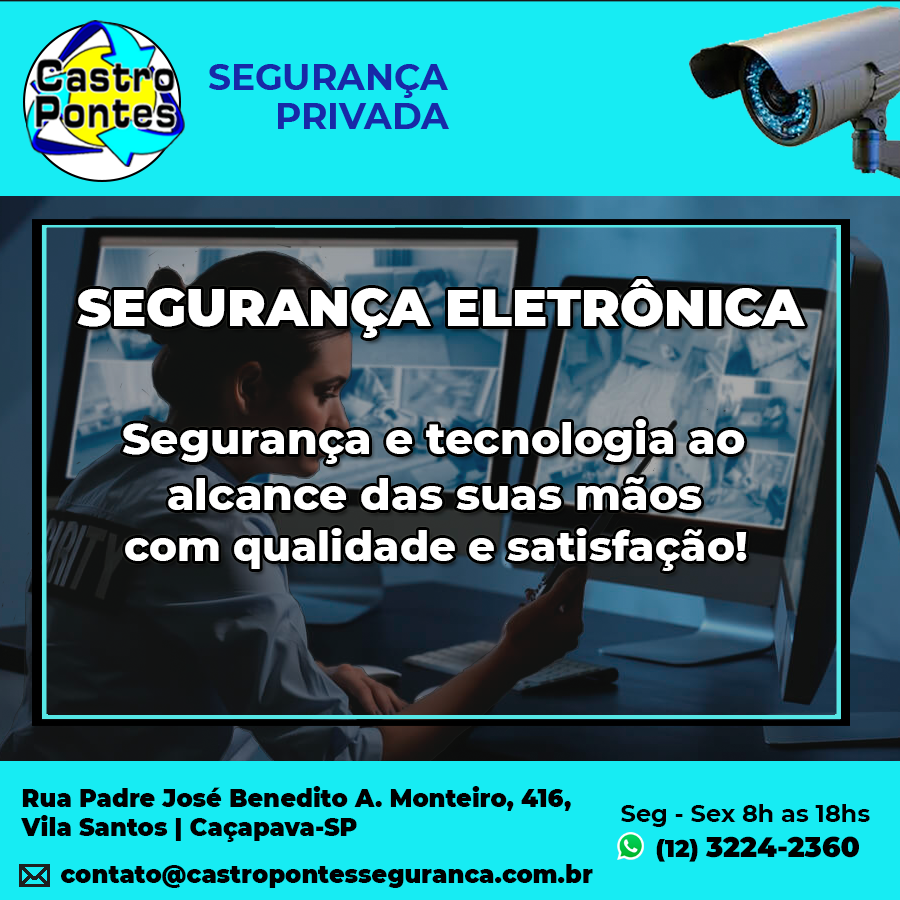 Castro
Pontes
SEGURANÇA
PRIVADA
SEGURANÇA ELETRÔNICA
Segurança e tecnologia ao
alcance das suas mãos
com qualidade e satisfação!
RITY
Rua Padre José Benedito A. Monteiro, 416,
Vila Santos | Caçapava-SP
Seg - Sex 8h as 18hs
(12) 3224-2360
contato@castropontesseguranca.com.br